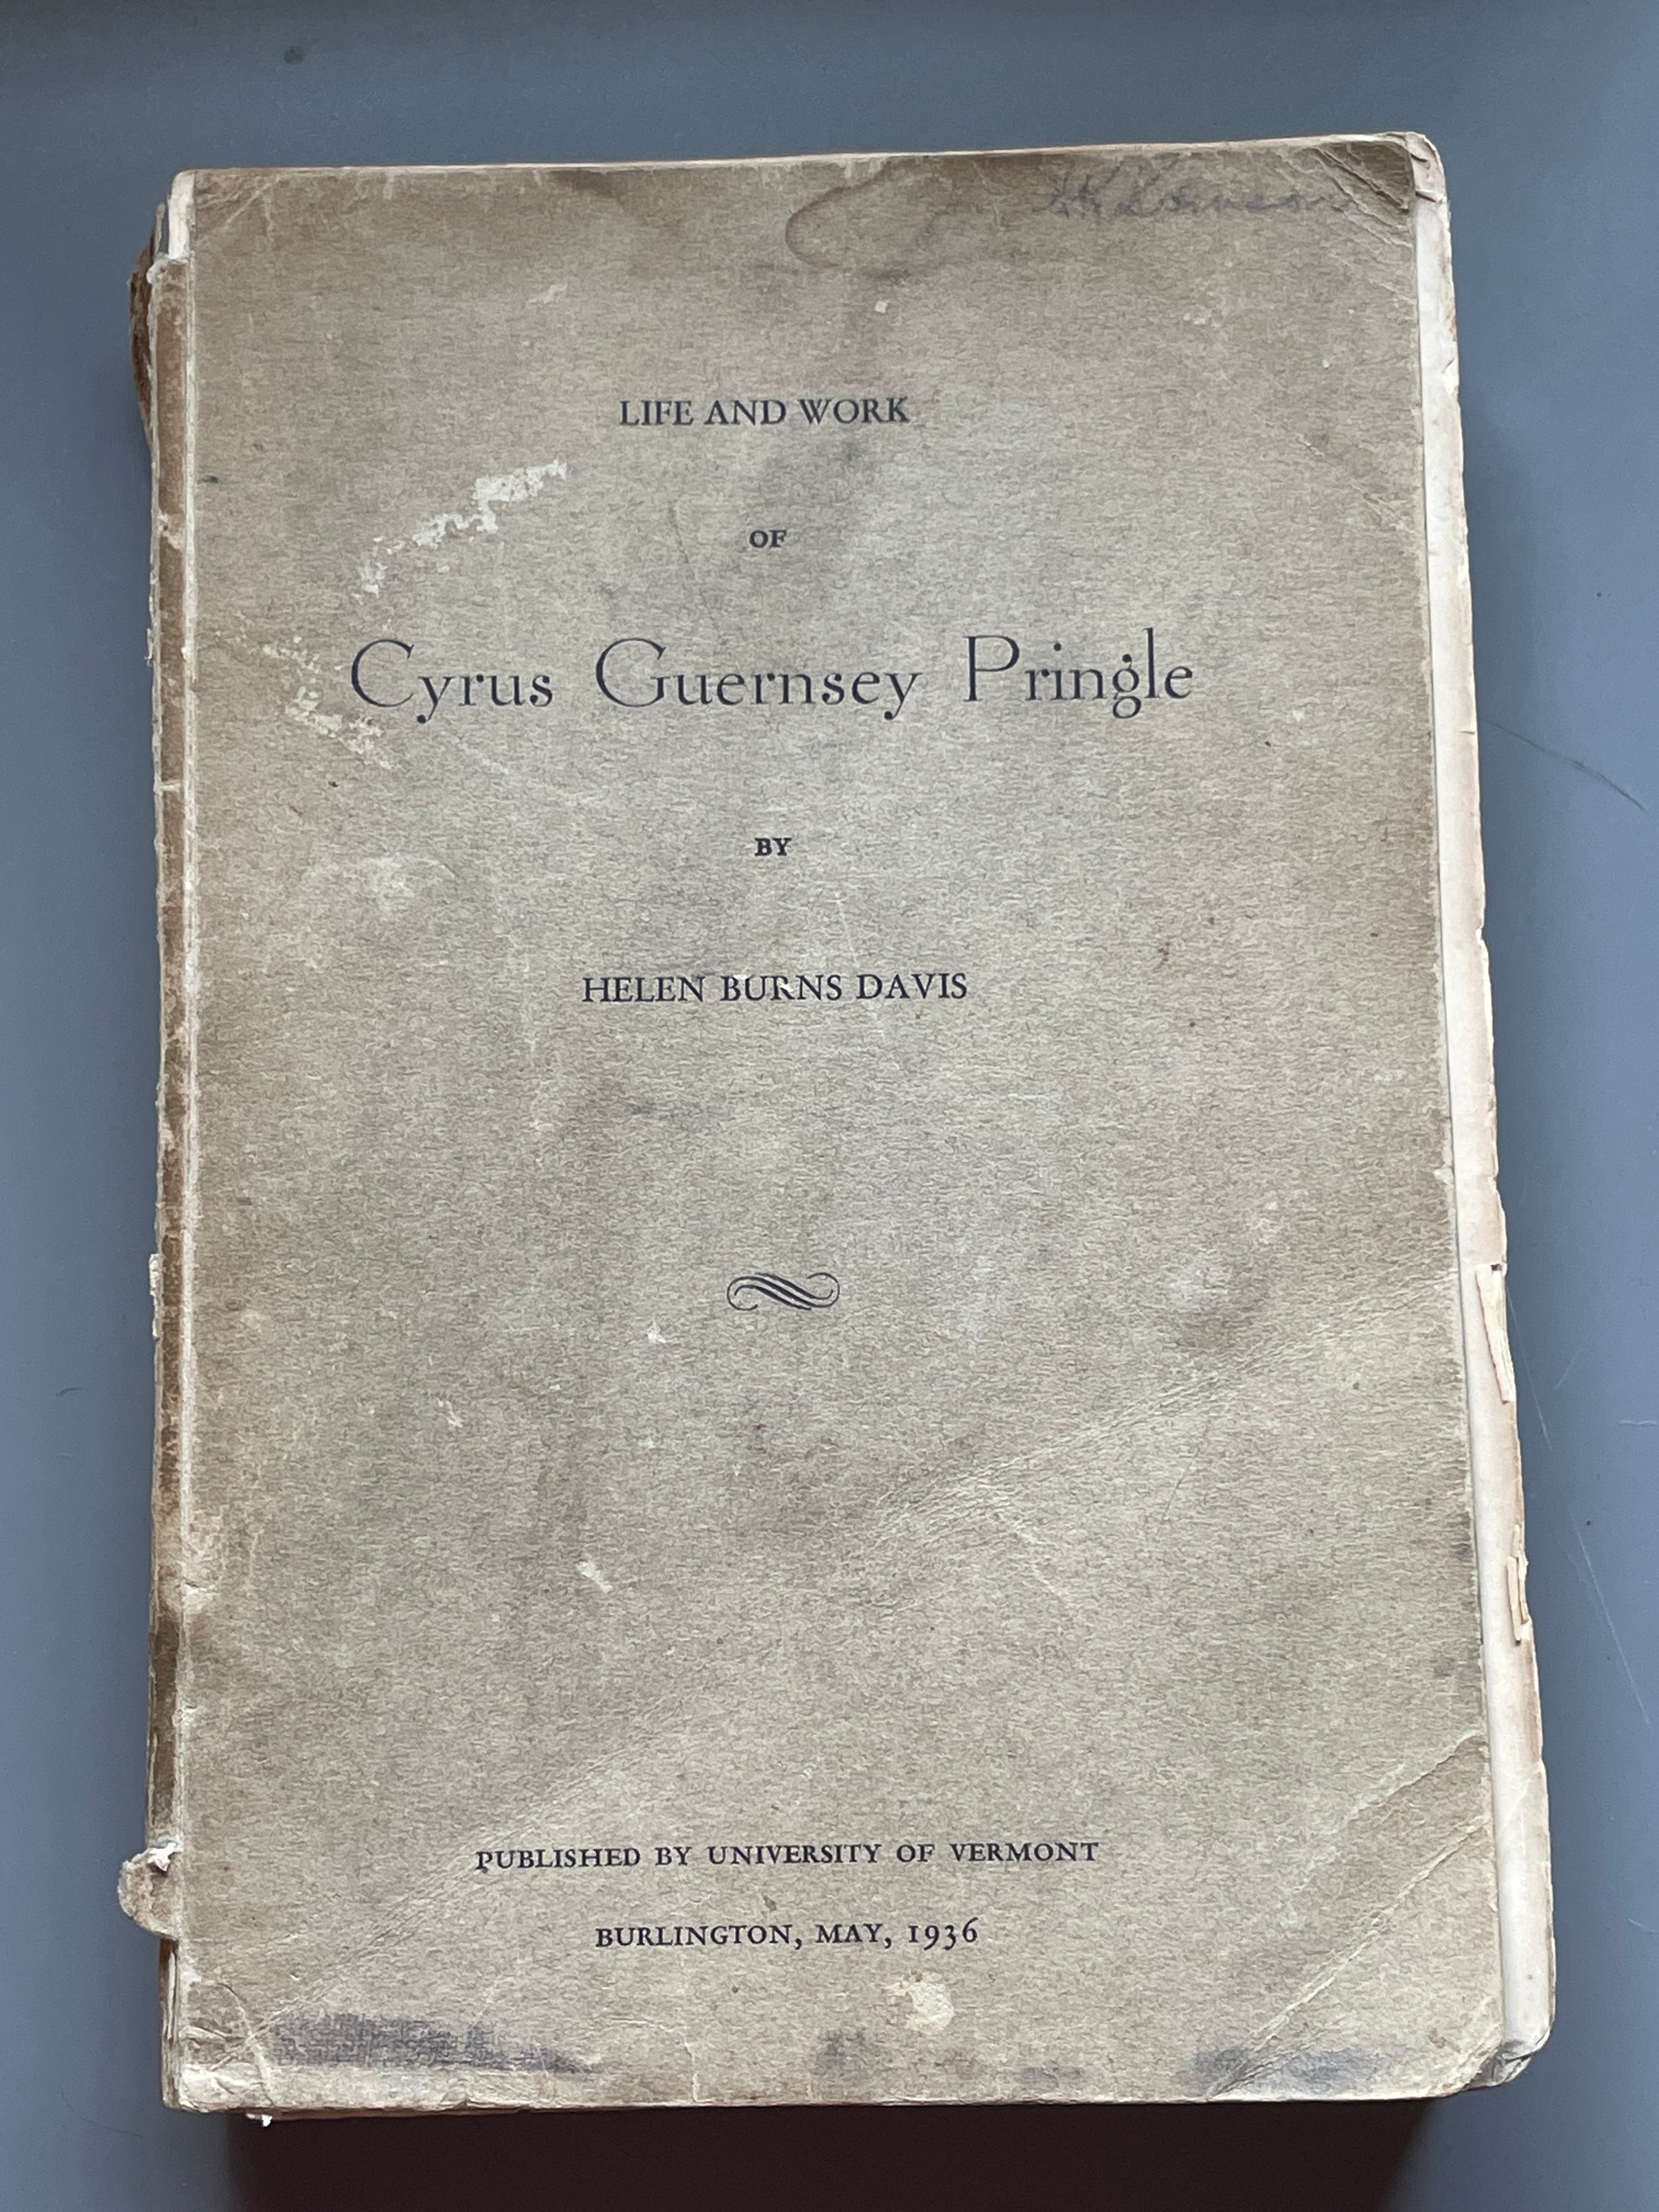 LIFE AND WORK
OF
Cyrus Guernsey Pringle
BY
HELEN BURNS DAVIS
PUBLISHED BY UNIVERSITY OF VERMONT
BURLINGTON, MAY, 1936